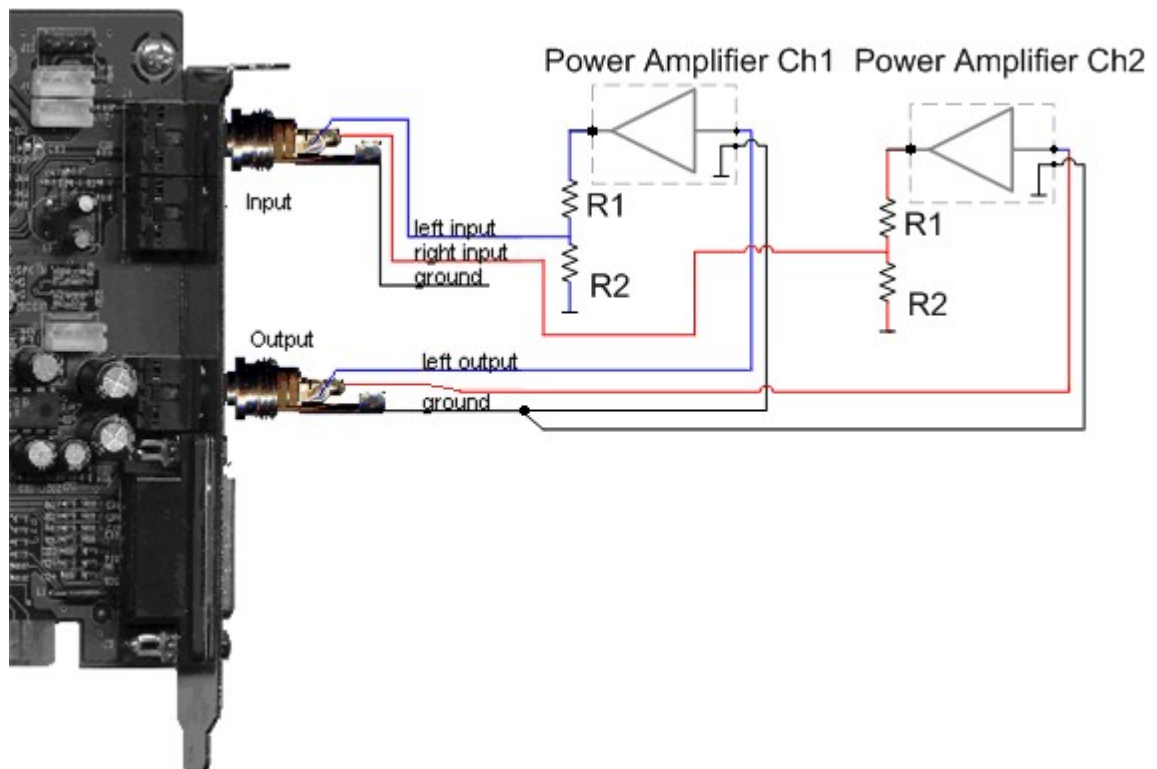 Power Amplifier Ch1
Power Amplifier Ch2
Input
R1
R1
left input
right input
ground
R2
R2
Output
left output
ground